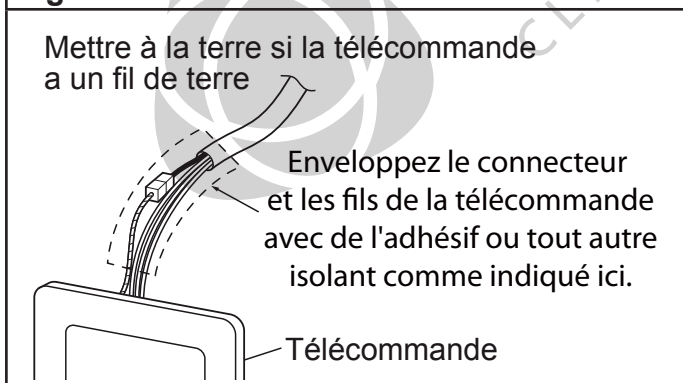 Mettre à la terre si la télécommande
a un fil de terre
Enveloppez le connecteur
et les fils de la télécommande
avec de l'adhésif ou tout autre
isolant comme indiqué ici.
Télécommande